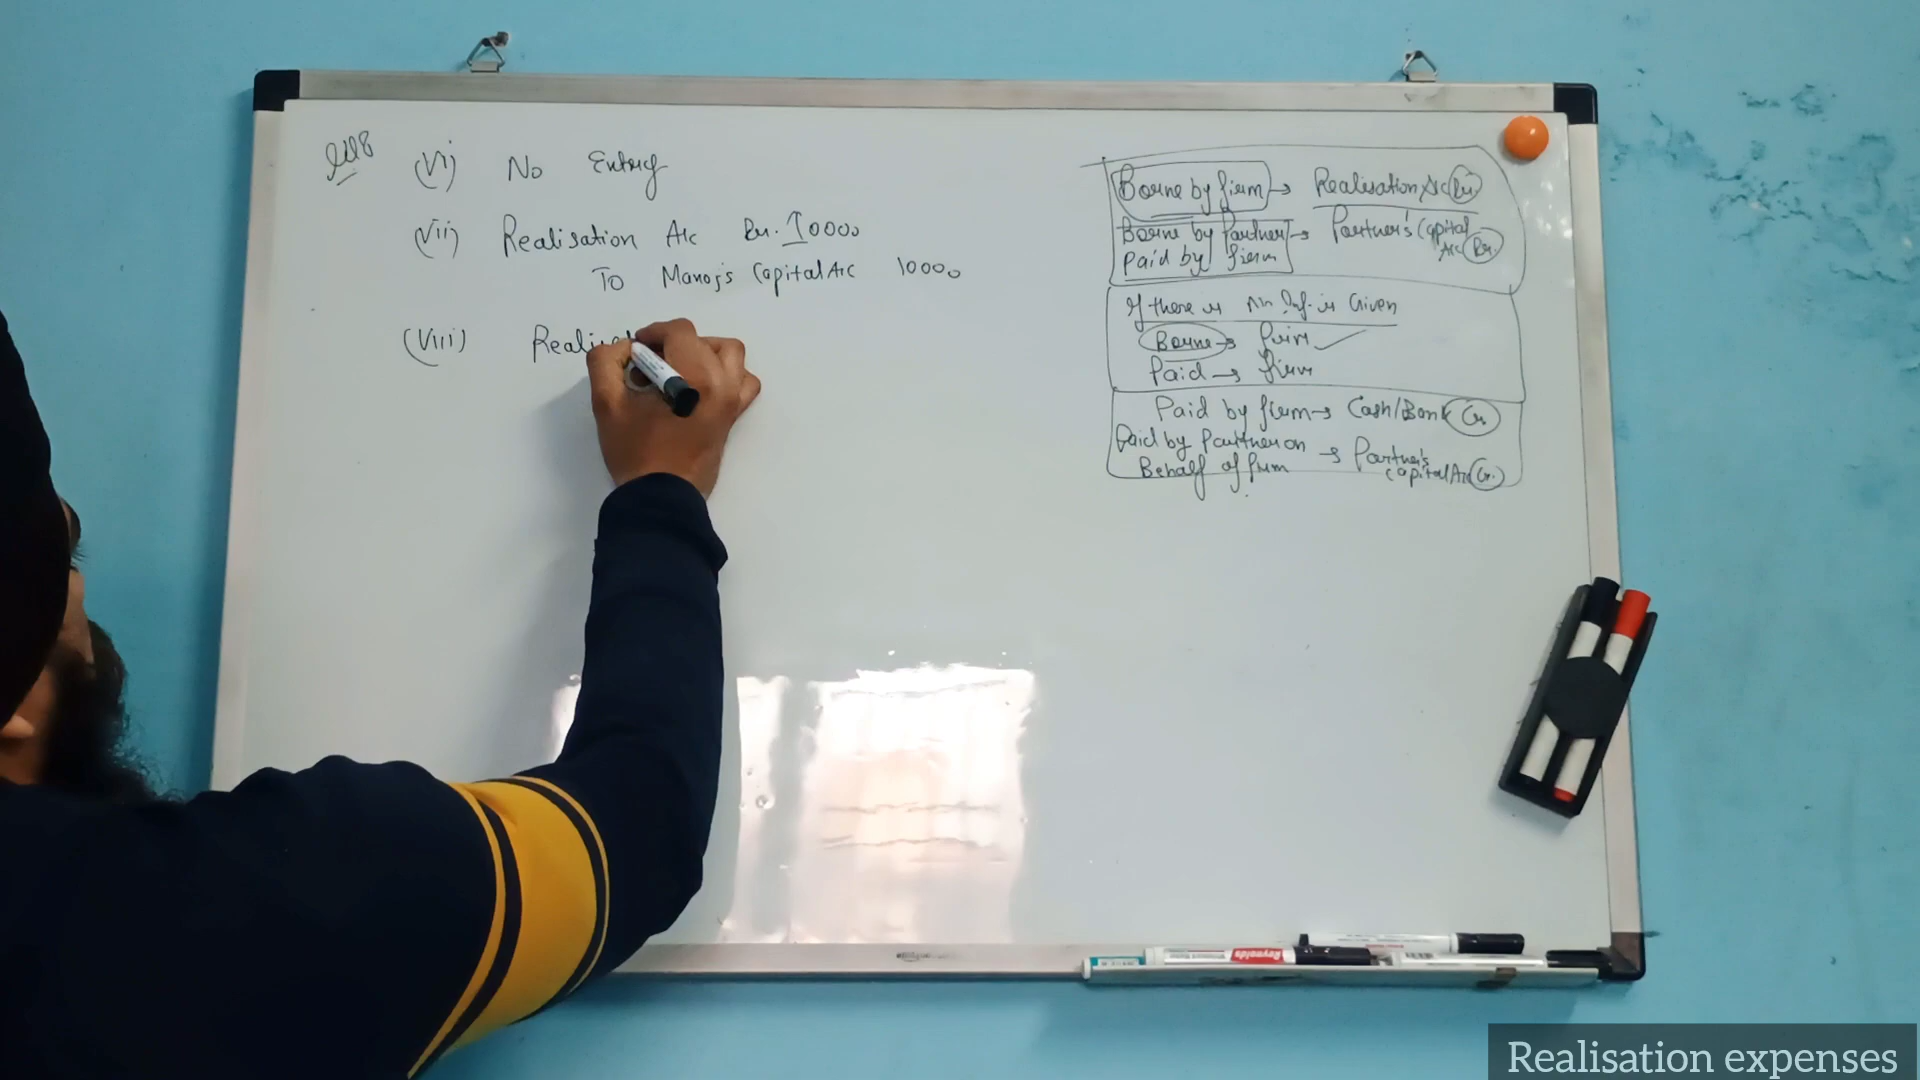 (vi) No Entry
(vii) Realisation A/c Dr. 10000
To Manoj's Capital A/c 10000
(viii) Realisat
Borne by firm → Realisation A/c Dr.
Borne by Partner → Partner's Capital A/c Dr.
Paid by firm
If there is no Inf. is Given
Borne → firm ✓
Paid → firm
Paid by firm → Cash/Bank Cr.
Paid by Partner on Behalf of firm → Partner's Capital A/c Cr.
Reynolds
Realisation expenses